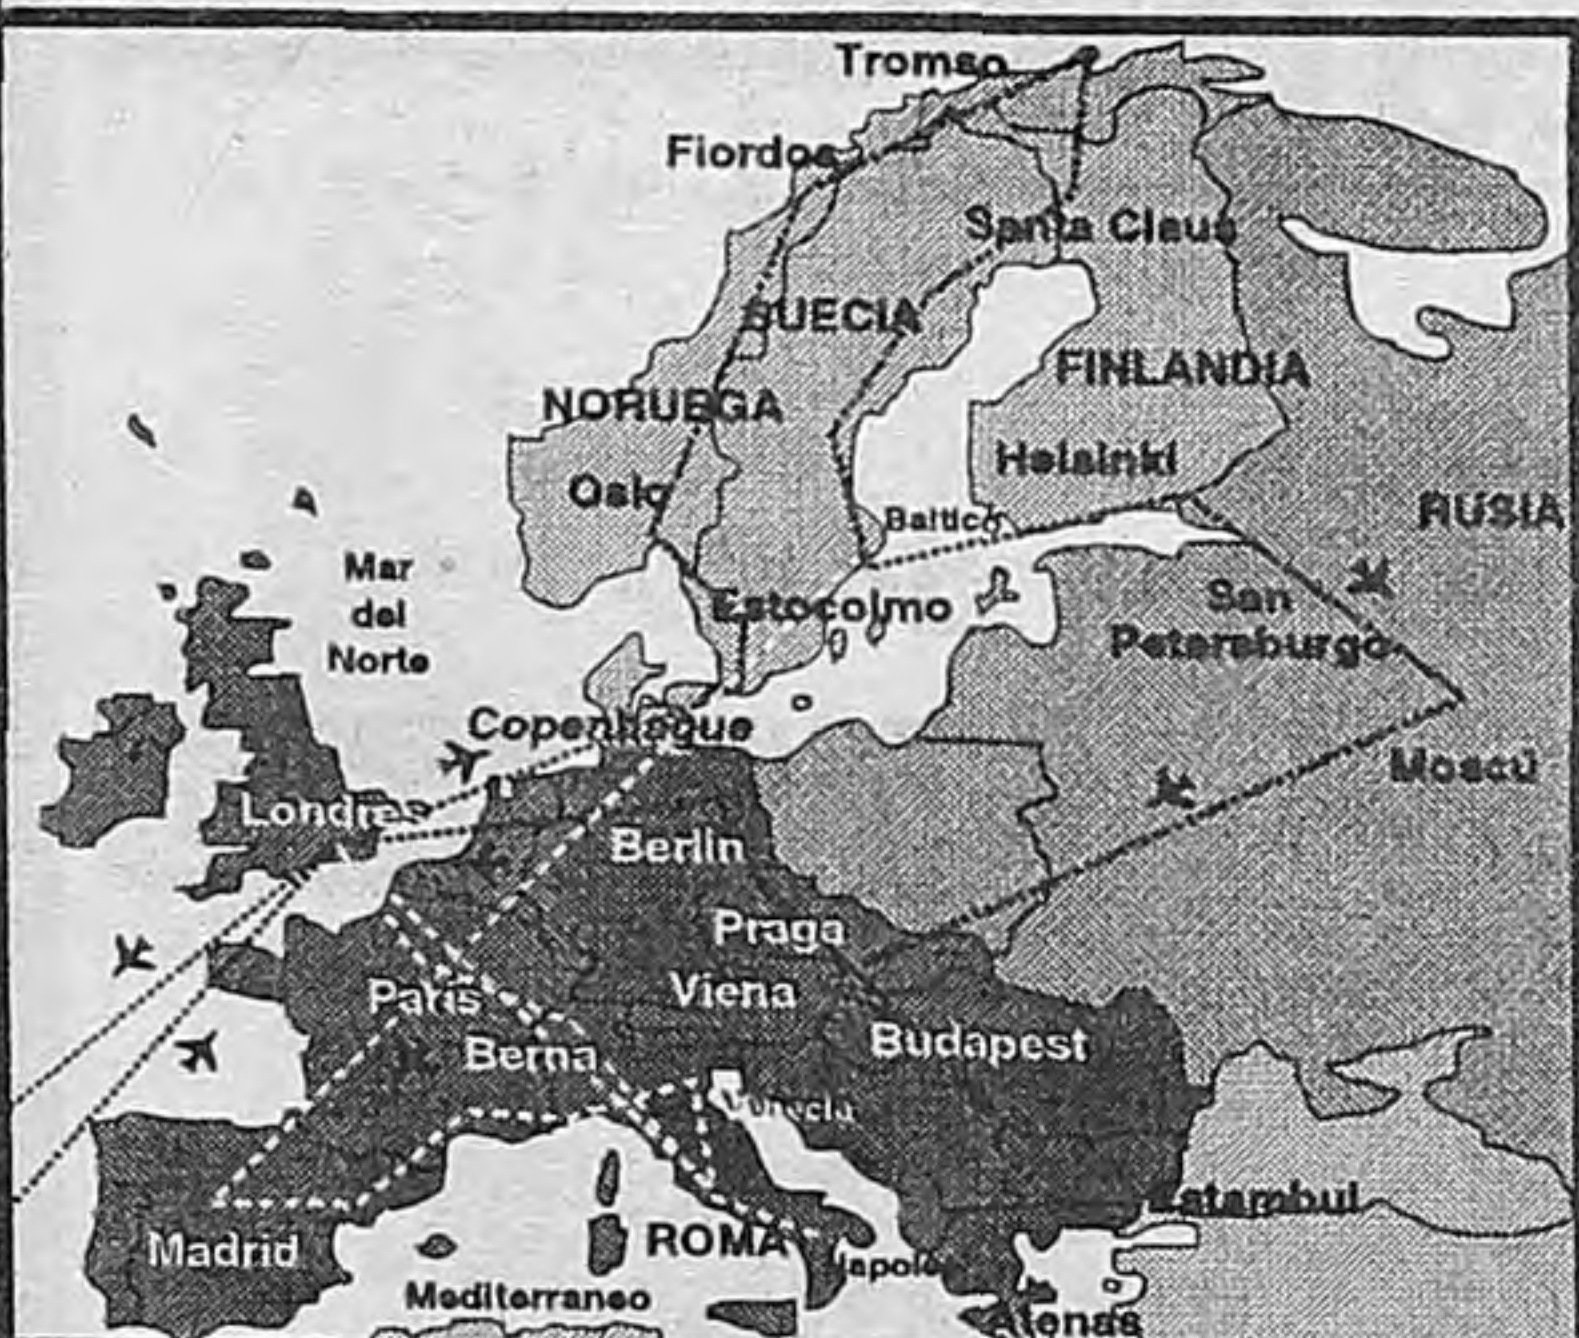 Tromso
Fiordos
Santa Claus
SUECIA
FINLANDIA
NORUEGA
Helsinki
Oslo
Baltico
RUSIA
Mar
del
Norte
Estocolmo
San
Petersburgo
Copenhague
Moscú
Londres
Berlin
Praga
Paris
Viena
Berna
Budapest
Venecia
Estambul
Madrid
ROMA
Napoles
Mediterraneo
Atenas